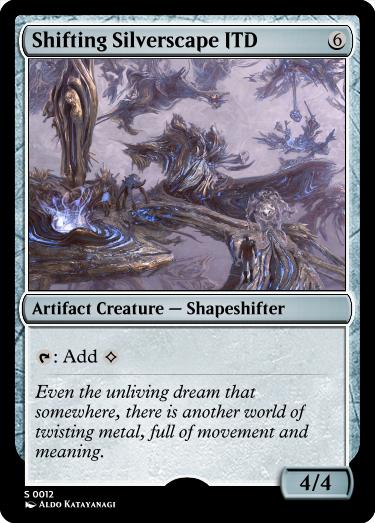 Shifting Silverscape ITD 6
Artifact Creature — Shapeshifter
: Add
Even the unliving dream that
somewhere, there is another world of
twisting metal, full of movement and
meaning.
4/4
S 0012
Aldo Katayanagi